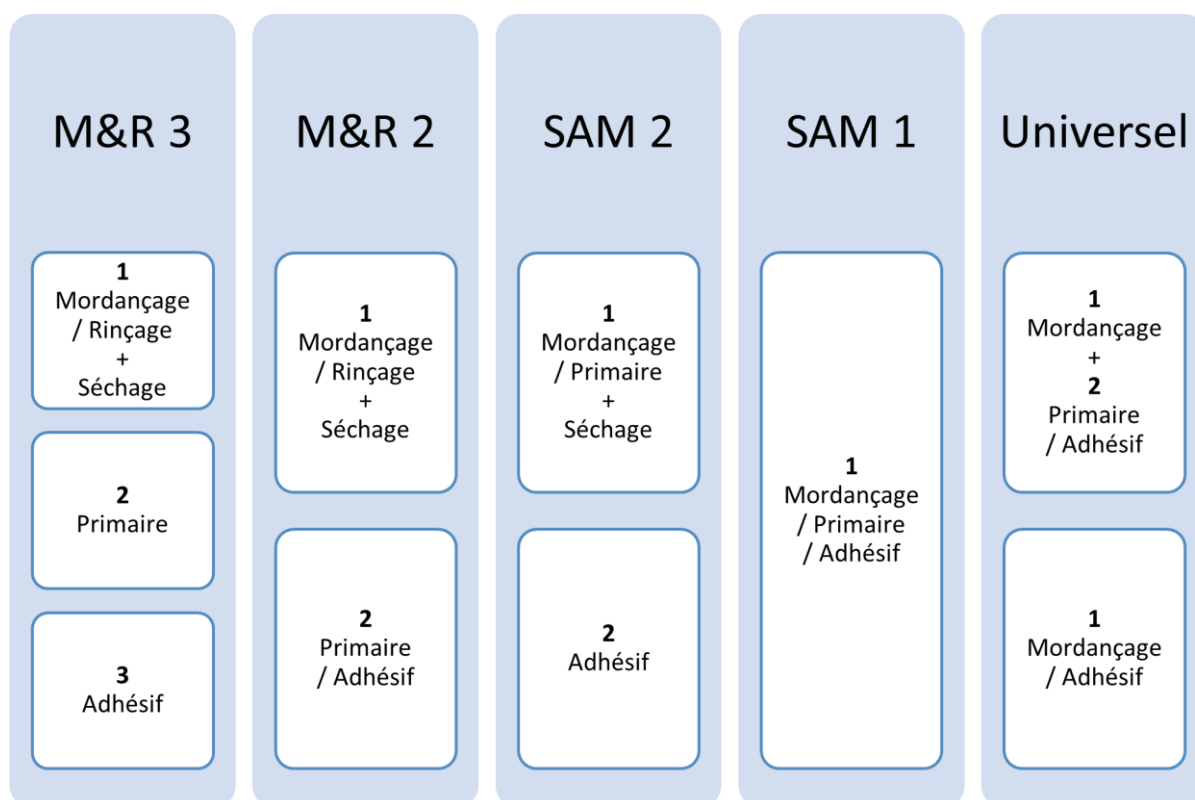 M&R 3
1
Mordançage
/ Rinçage
+
Séchage
2
Primaire
3
Adhésif
M&R 2
1
Mordançage
/ Rinçage
+
Séchage
2
Primaire
/ Adhésif
SAM 2
1
Mordançage
/ Primaire
+
Séchage
2
Adhésif
SAM 1
1
Mordançage
/ Primaire
/ Adhésif
Universel
1
Mordançage
+
2
Primaire
/ Adhésif
1
Mordançage
/ Adhésif